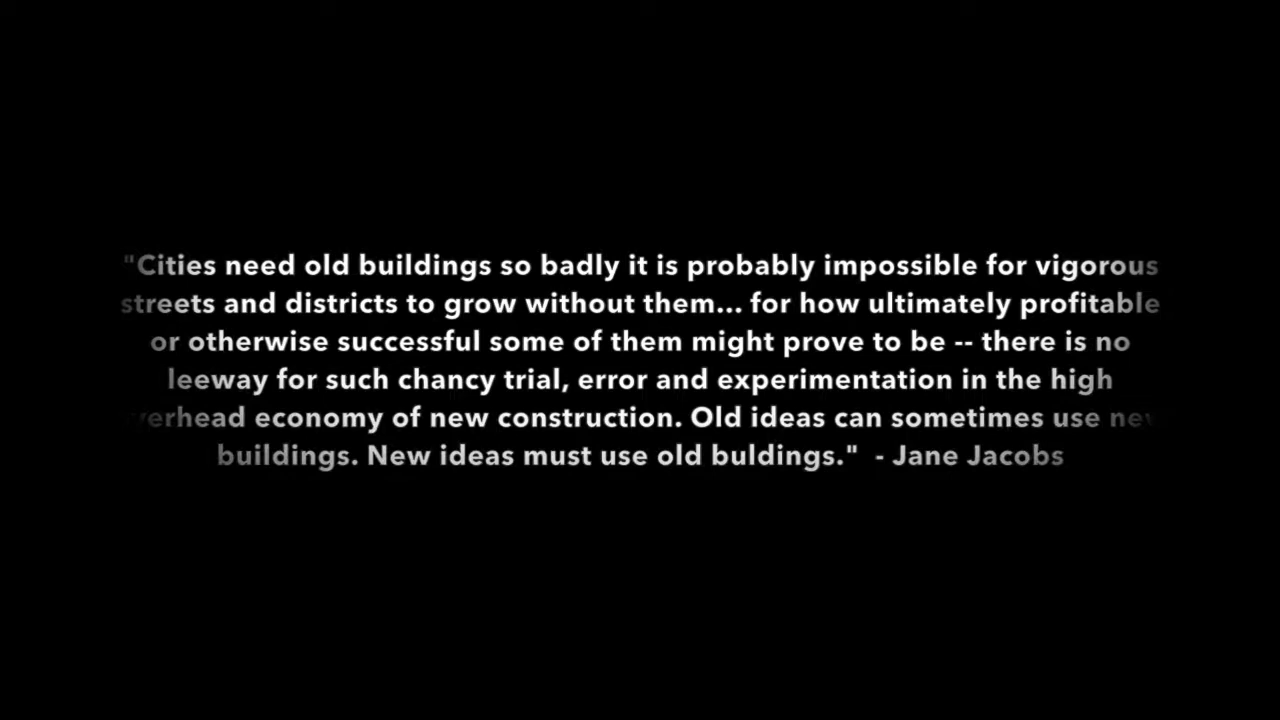 "Cities need old buildings so badly it is probably impossible for vigorous
streets and districts to grow without them... for how ultimately profitable
or otherwise successful some of them might prove to be -- there is no
leeway for such chancy trial, error and experimentation in the high
overhead economy of new construction. Old ideas can sometimes use new
buildings. New ideas must use old buldings."  - Jane Jacobs